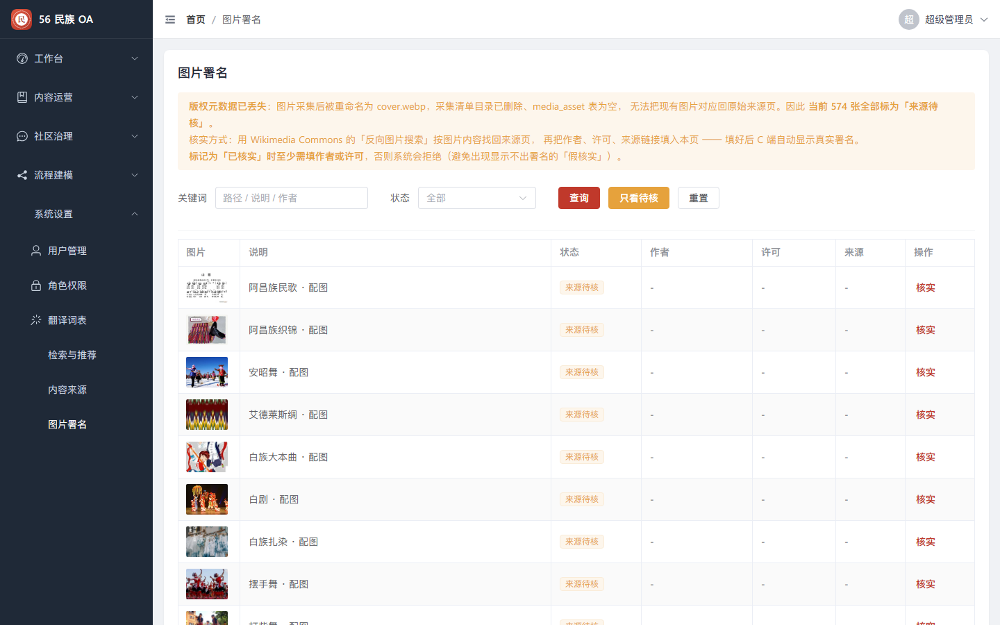 民 56 民族 OA
首页 / 图片署名
超 超级管理员
工作台
内容运营
社区治理
流程建模
系统设置
用户管理
角色权限
翻译词表
检索与推荐
内容来源
图片署名
图片署名
版权元数据已丢失：图片采集后被重命名为 cover.webp，采集清单目录已删除、media_asset 表为空， 无法把现有图片对应回原始来源页。因此 当前 574 张全部标为「来源待
核」。
核实方式：用 Wikimedia Commons 的「反向图片搜索」按图片内容找回来源页， 再把作者、许可、来源链接填入本页 —— 填好后 C 端自动显示真实署名。
标记为「已核实」时至少需填作者或许可，否则系统会拒绝（避免出现显示不出署名的「假核实」）。
关键词 路径 / 说明 / 作者 状态 全部 查询 只看待核 重置
图片 说明 状态 作者 许可 来源 操作
阿昌族民歌 · 配图 来源待核 - - - 核实
阿昌族织锦 · 配图 来源待核 - - - 核实
安昭舞 · 配图 来源待核 - - - 核实
艾德莱斯绸 · 配图 来源待核 - - - 核实
白族大本曲 · 配图 来源待核 - - - 核实
白剧 · 配图 来源待核 - - - 核实
白族扎染 · 配图 来源待核 - - - 核实
摆手舞 · 配图 来源待核 - - - 核实